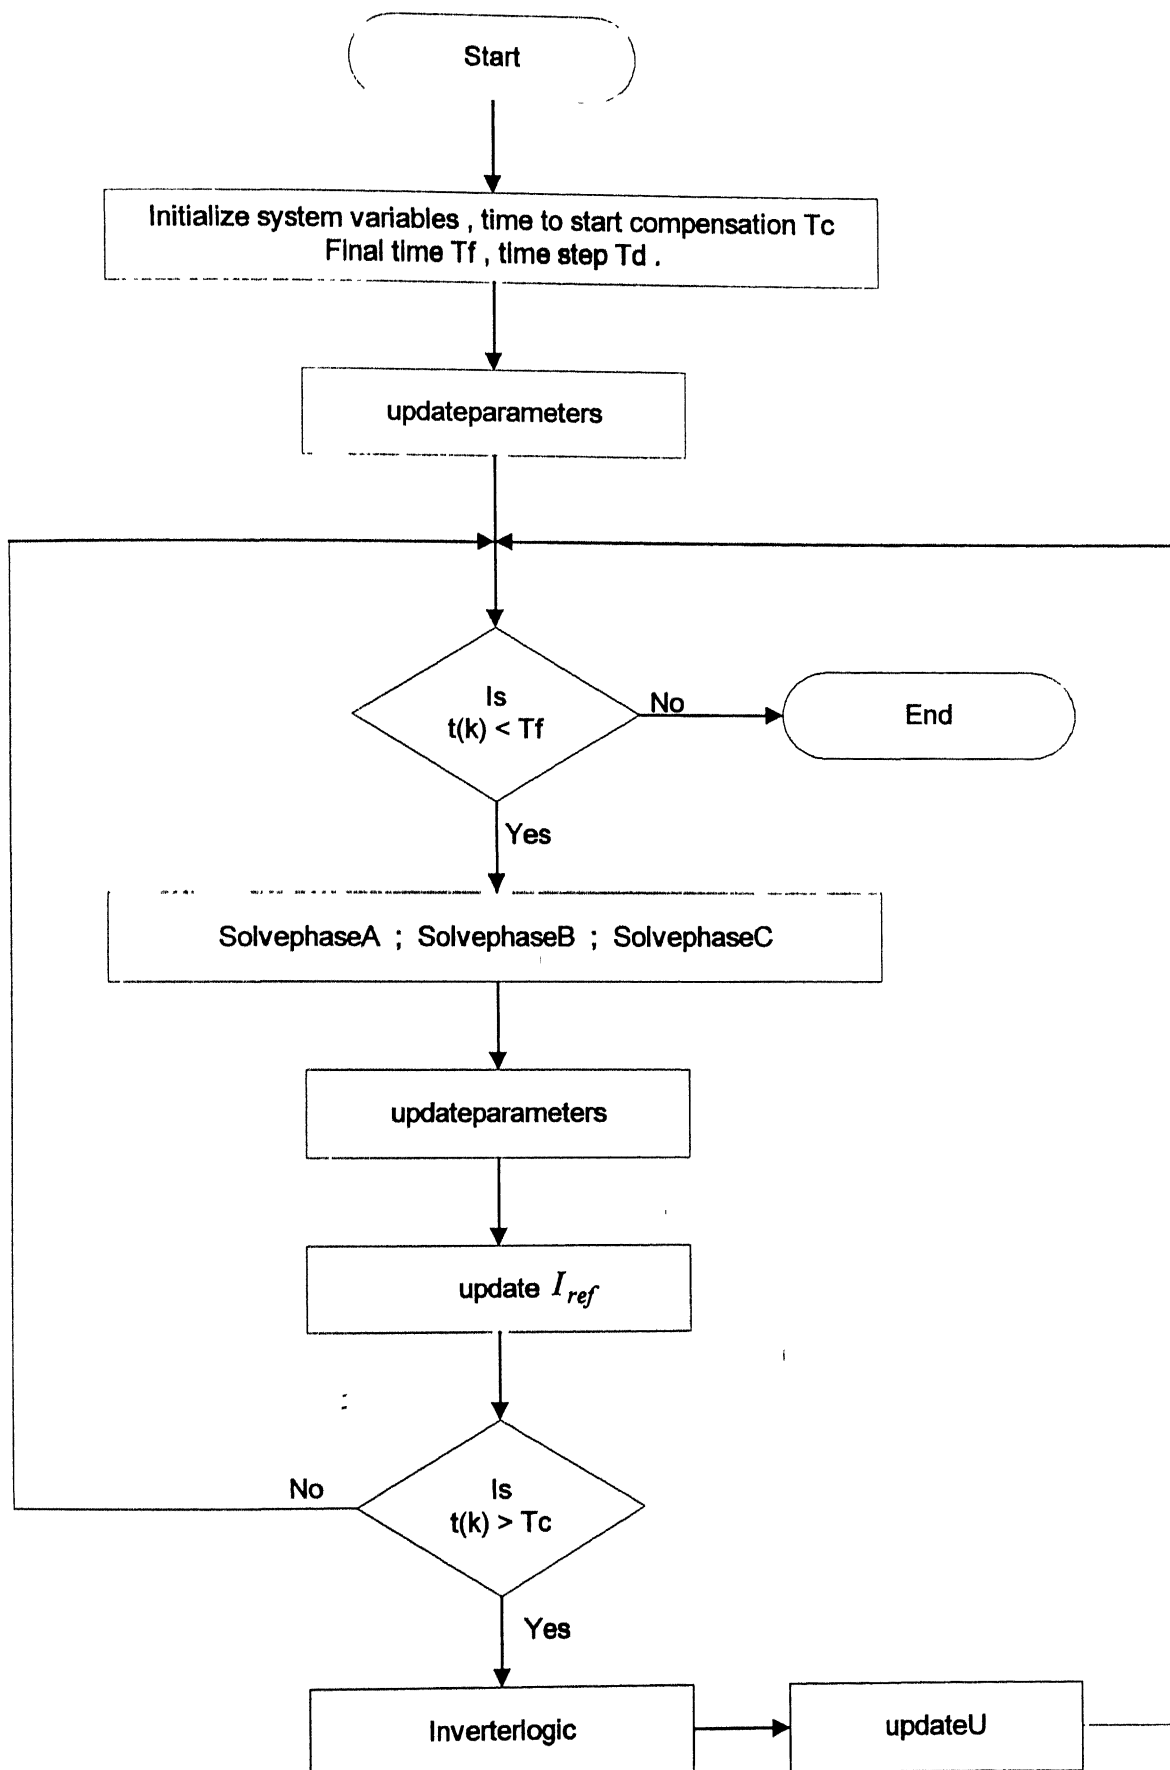 Start
Initialize system variables , time to start compensation Tc
Final time Tf , time step Td .
updateparameters
Is
t(k) < Tf
No
End
Yes
SolvephaseA ; SolvephaseB ; SolvephaseC
updateparameters
update I_ref
No
Is
t(k) > Tc
Yes
Inverterlogic
updateU